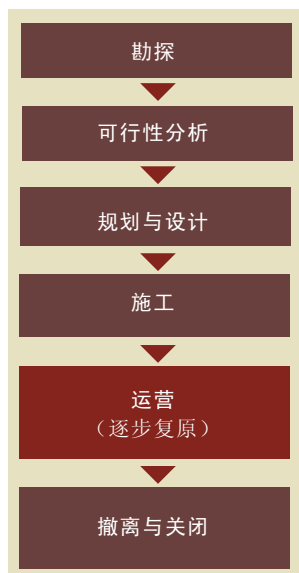 勘探
可行性分析
规划与设计
施工
运营
（逐步复原）
撤离与关闭